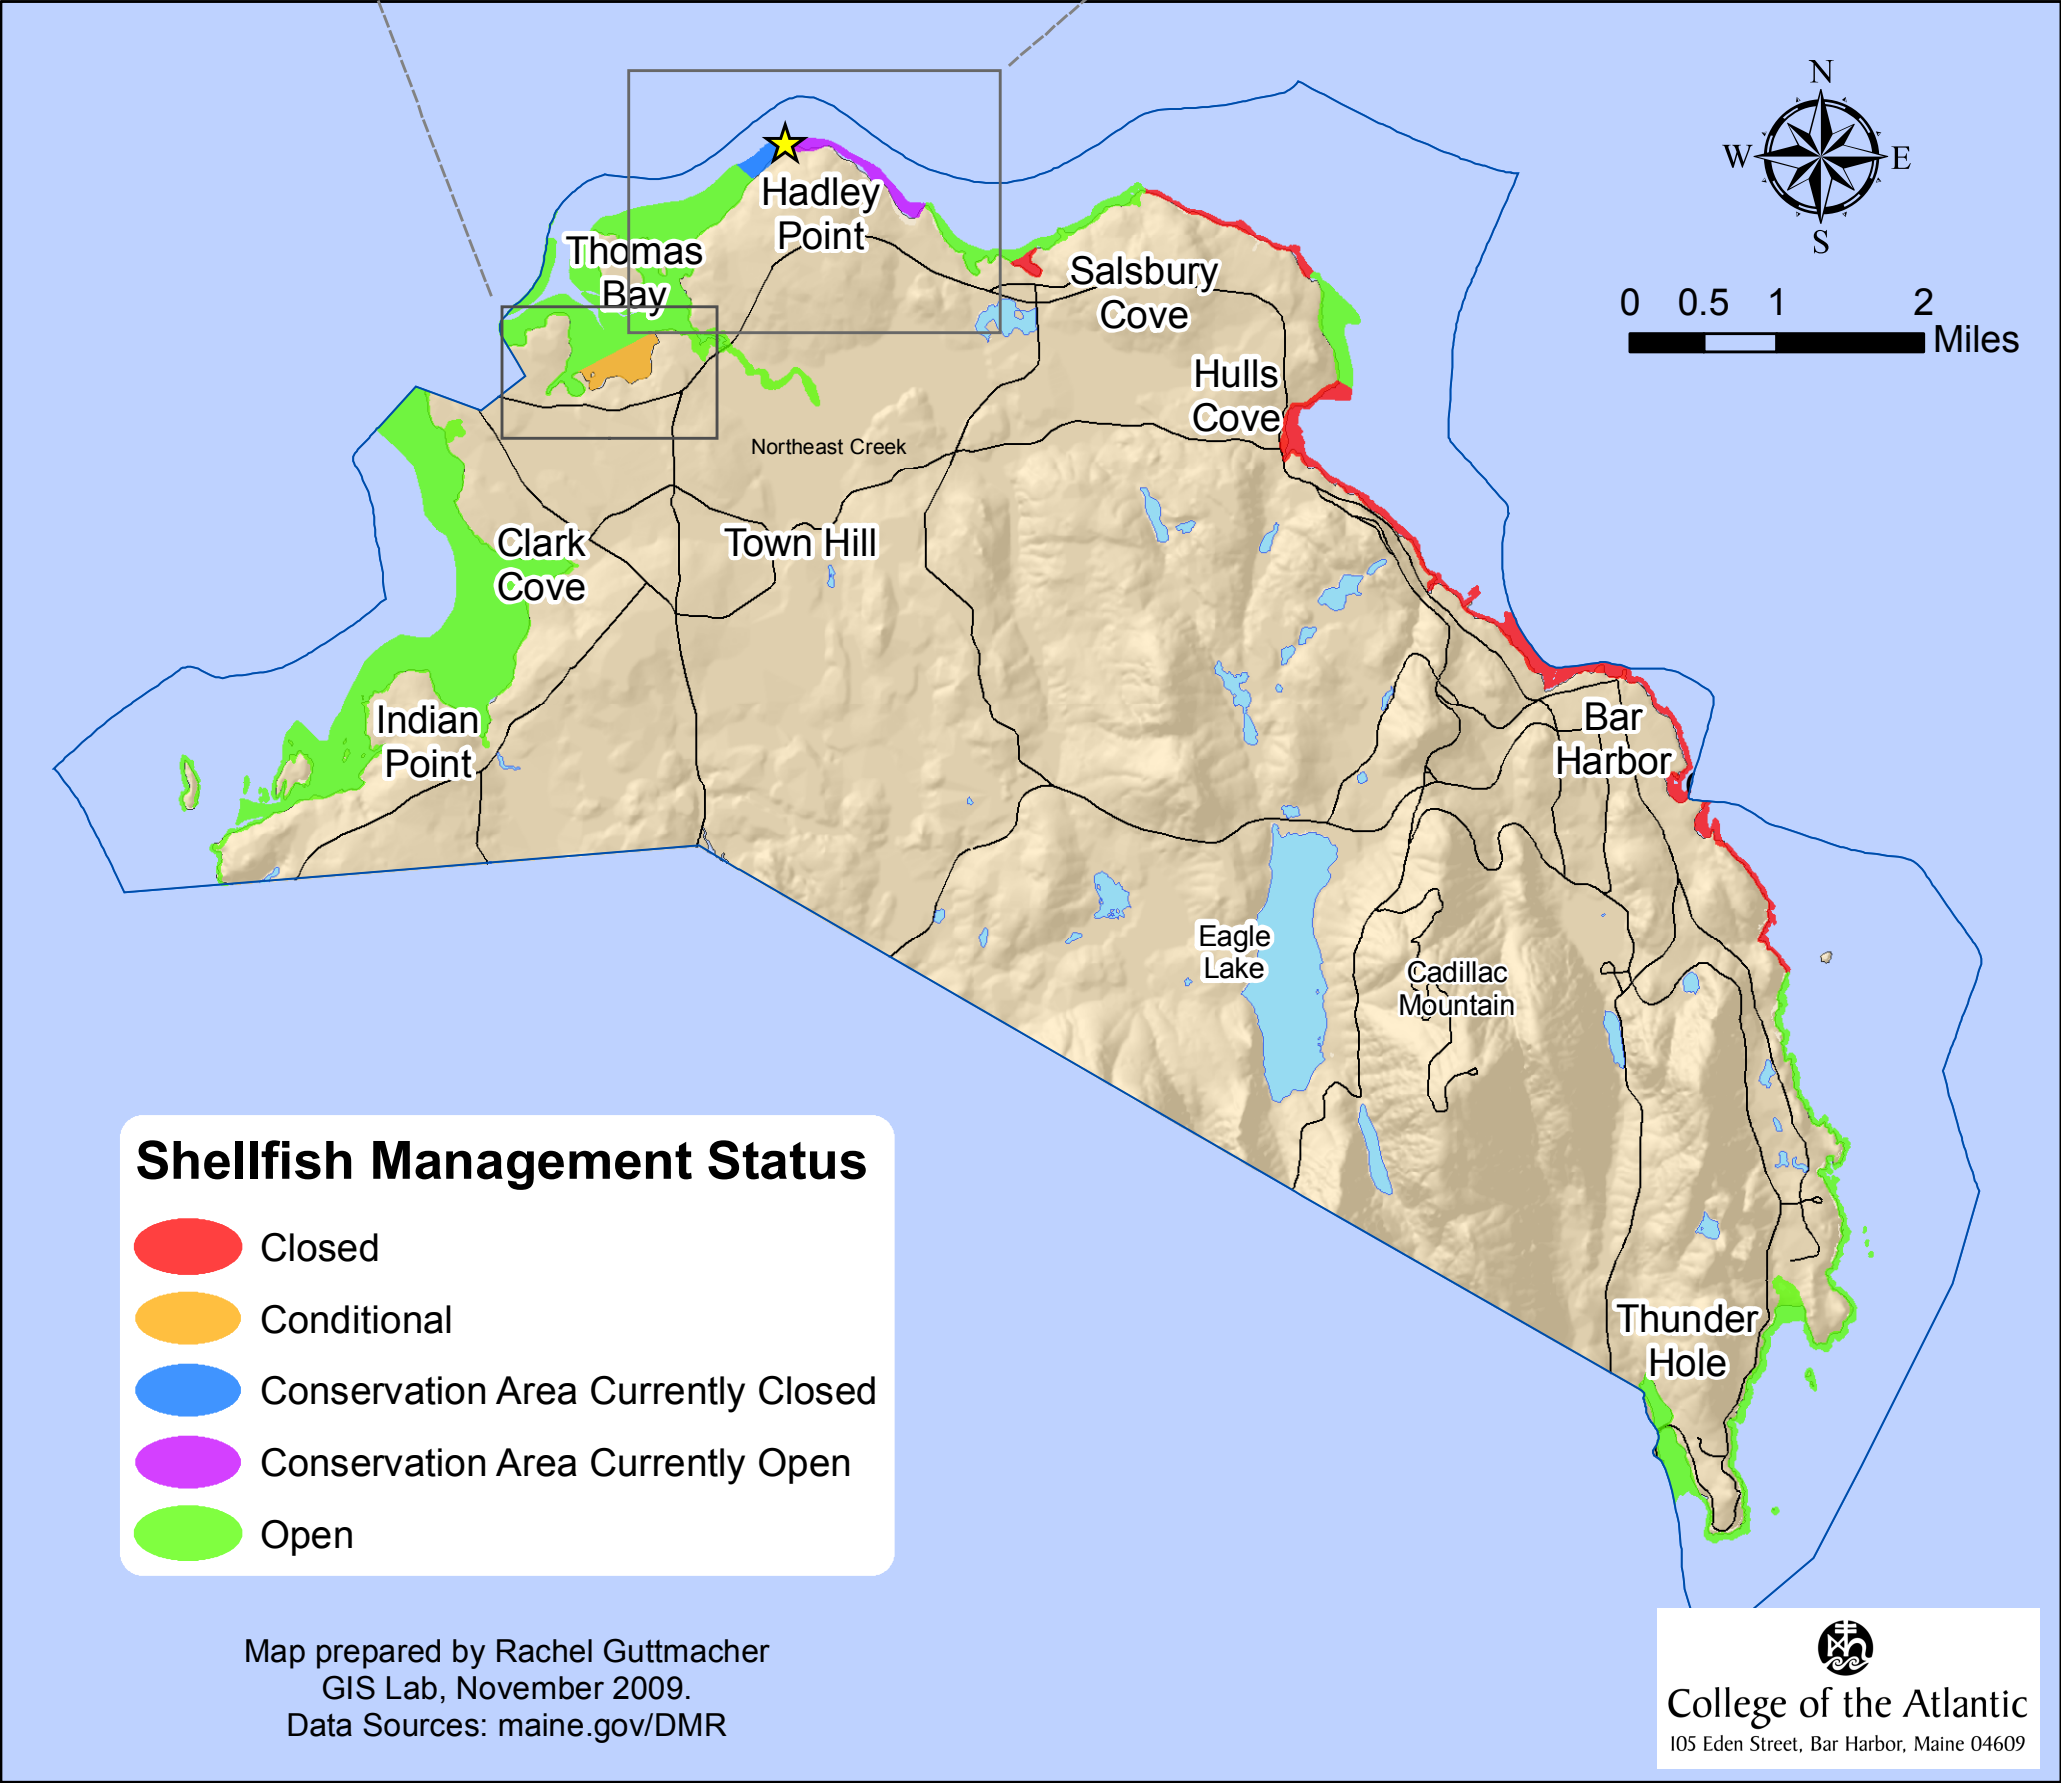 N
W
E
S
Hadley
Point
Thomas
Bay
Salsbury
Cove
0 0.5 1 2
Miles
Hulls
Cove
Northeast Creek
Clark
Cove
Town Hill
Indian
Point
Bar
Harbor
Eagle
Lake
Cadillac
Mountain
Thunder
Hole
Shellfish Management Status
Closed
Conditional
Conservation Area Currently Closed
Conservation Area Currently Open
Open
Map prepared by Rachel Guttmacher
GIS Lab, November 2009.
Data Sources: maine.gov/DMR
College of the Atlantic
105 Eden Street, Bar Harbor, Maine 04609